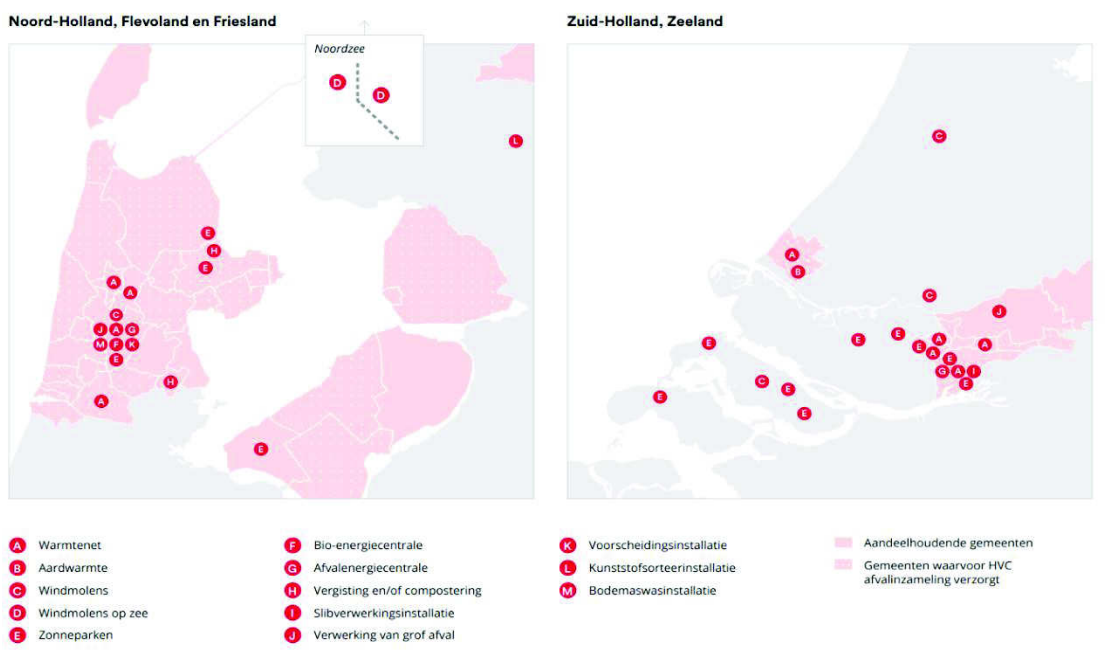 Noord-Holland, Flevoland en Friesland
Noordzee
D
D
L
E
H
E
A
A
C
J A G
M F K
E
H
A
E
Zuid-Holland, Zeeland
C
A
B
C
J
E
E
E
A
A
E
A
E
G A I
E
C
E
E
E
A Warmtenet
B Aardwarmte
C Windmolens
D Windmolens op zee
E Zonneparken
F Bio-energiecentrale
G Afvalenergiecentrale
H Vergisting en/of compostering
I Slibverwerkingsinstallatie
J Verwerking van grof afval
K Voorscheidingsinstallatie
L Kunststofsorteerinstallatie
M Bodemaswasinstallatie
Aandeelhoudende gemeenten
Gemeenten waarvoor HVC
afvalinzameling verzorgt